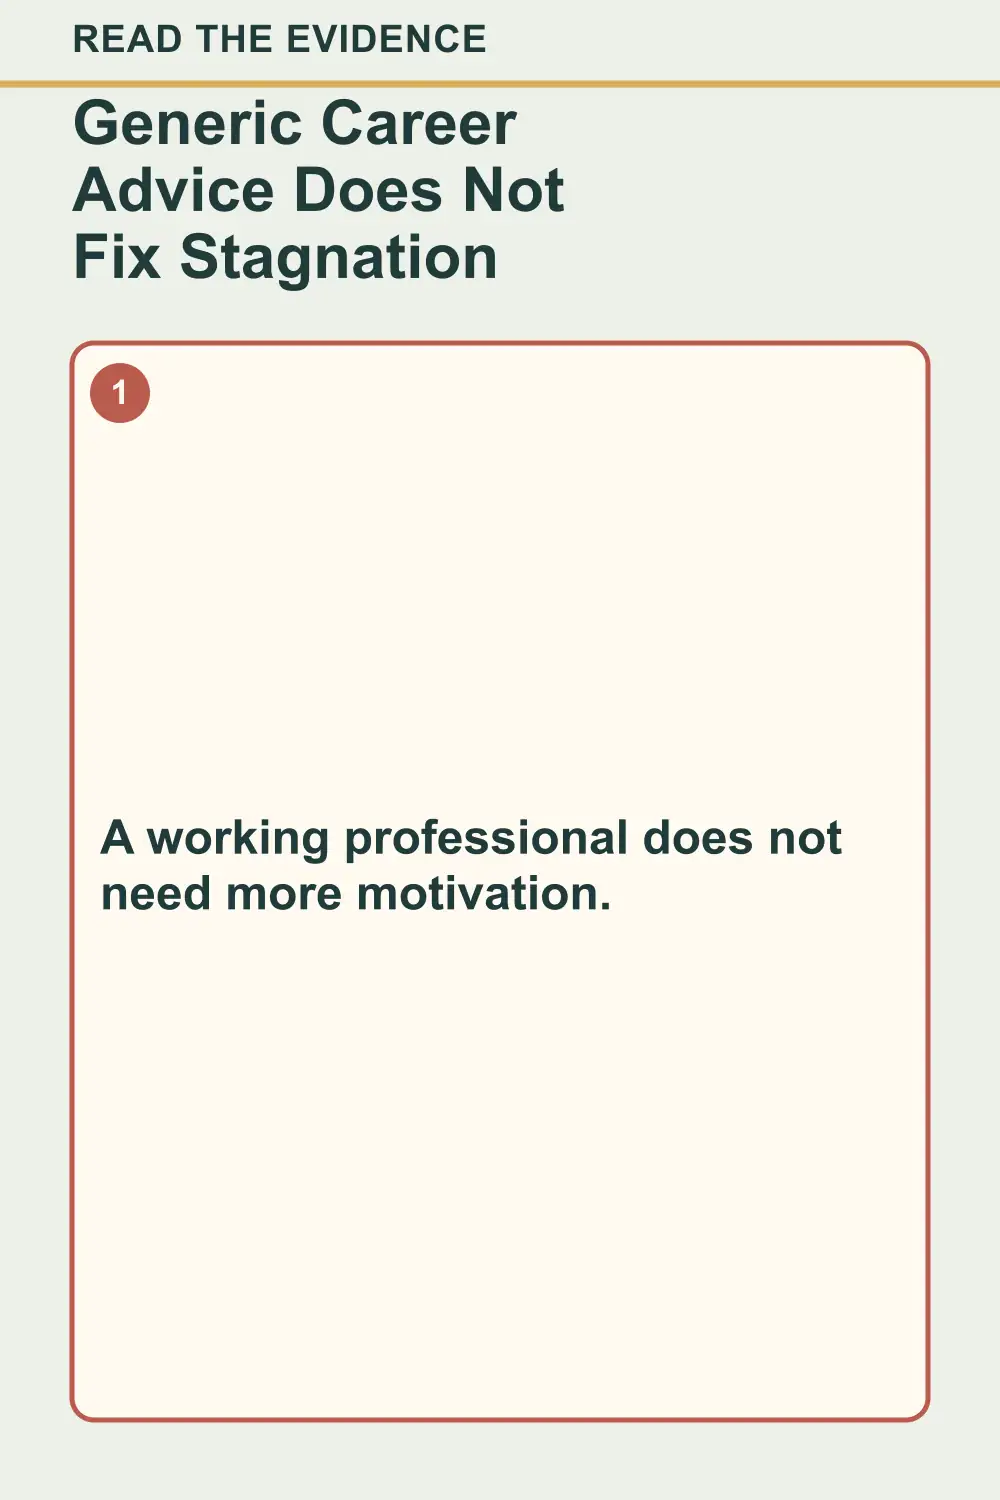 READ THE EVIDENCE
Generic Career
Advice Does Not
Fix Stagnation
1
A working professional does not
need more motivation.